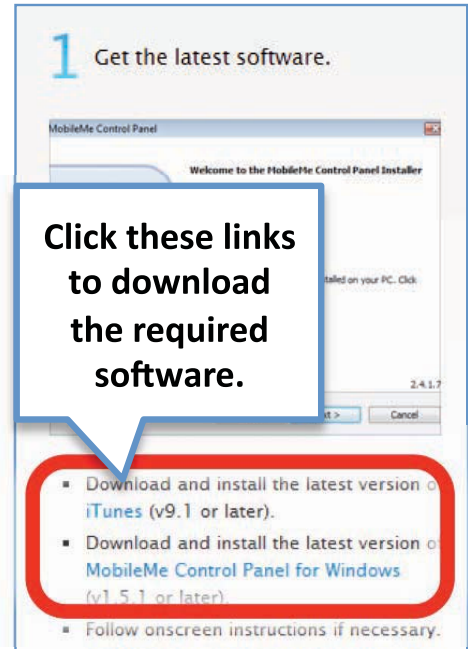 1 Get the latest software.
MobileMe Control Panel
Welcome to the MobileMe Control Panel Installer
Click these links
to download
the required
software.
on your PC. Click
2.4.1.7
Cancel
▪ Download and install the latest version
iTunes (v9.1 or later).
▪ Download and install the latest version
MobileMe Control Panel for Windows
(v1.5.1 or later).
▪ Follow onscreen instructions if necessary.